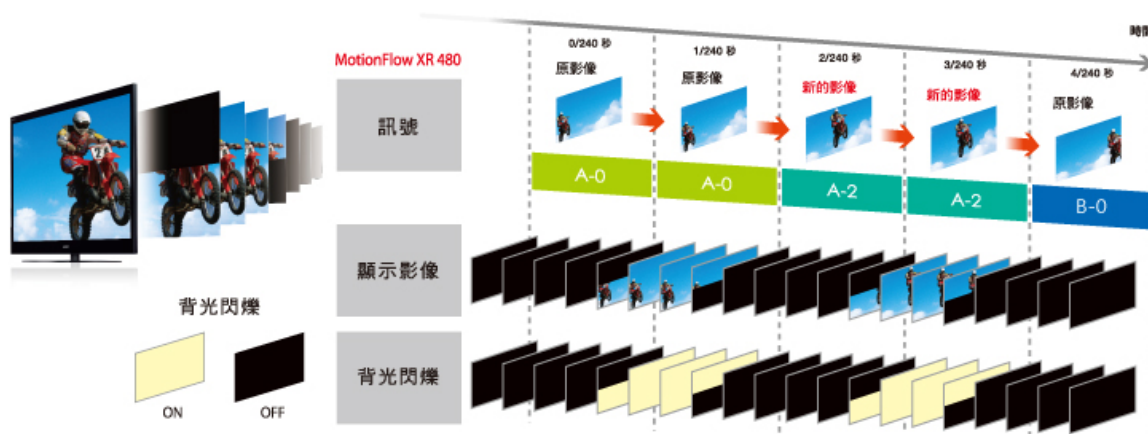 時間
0/240 秒
1/240 秒
2/240 秒
3/240 秒
4/240 秒
MotionFlow XR 480
原影像
原影像
新的影像
新的影像
原影像
訊號
A-0
A-0
A-2
A-2
B-0
顯示影像
背光閃爍
ON
OFF
背光閃爍